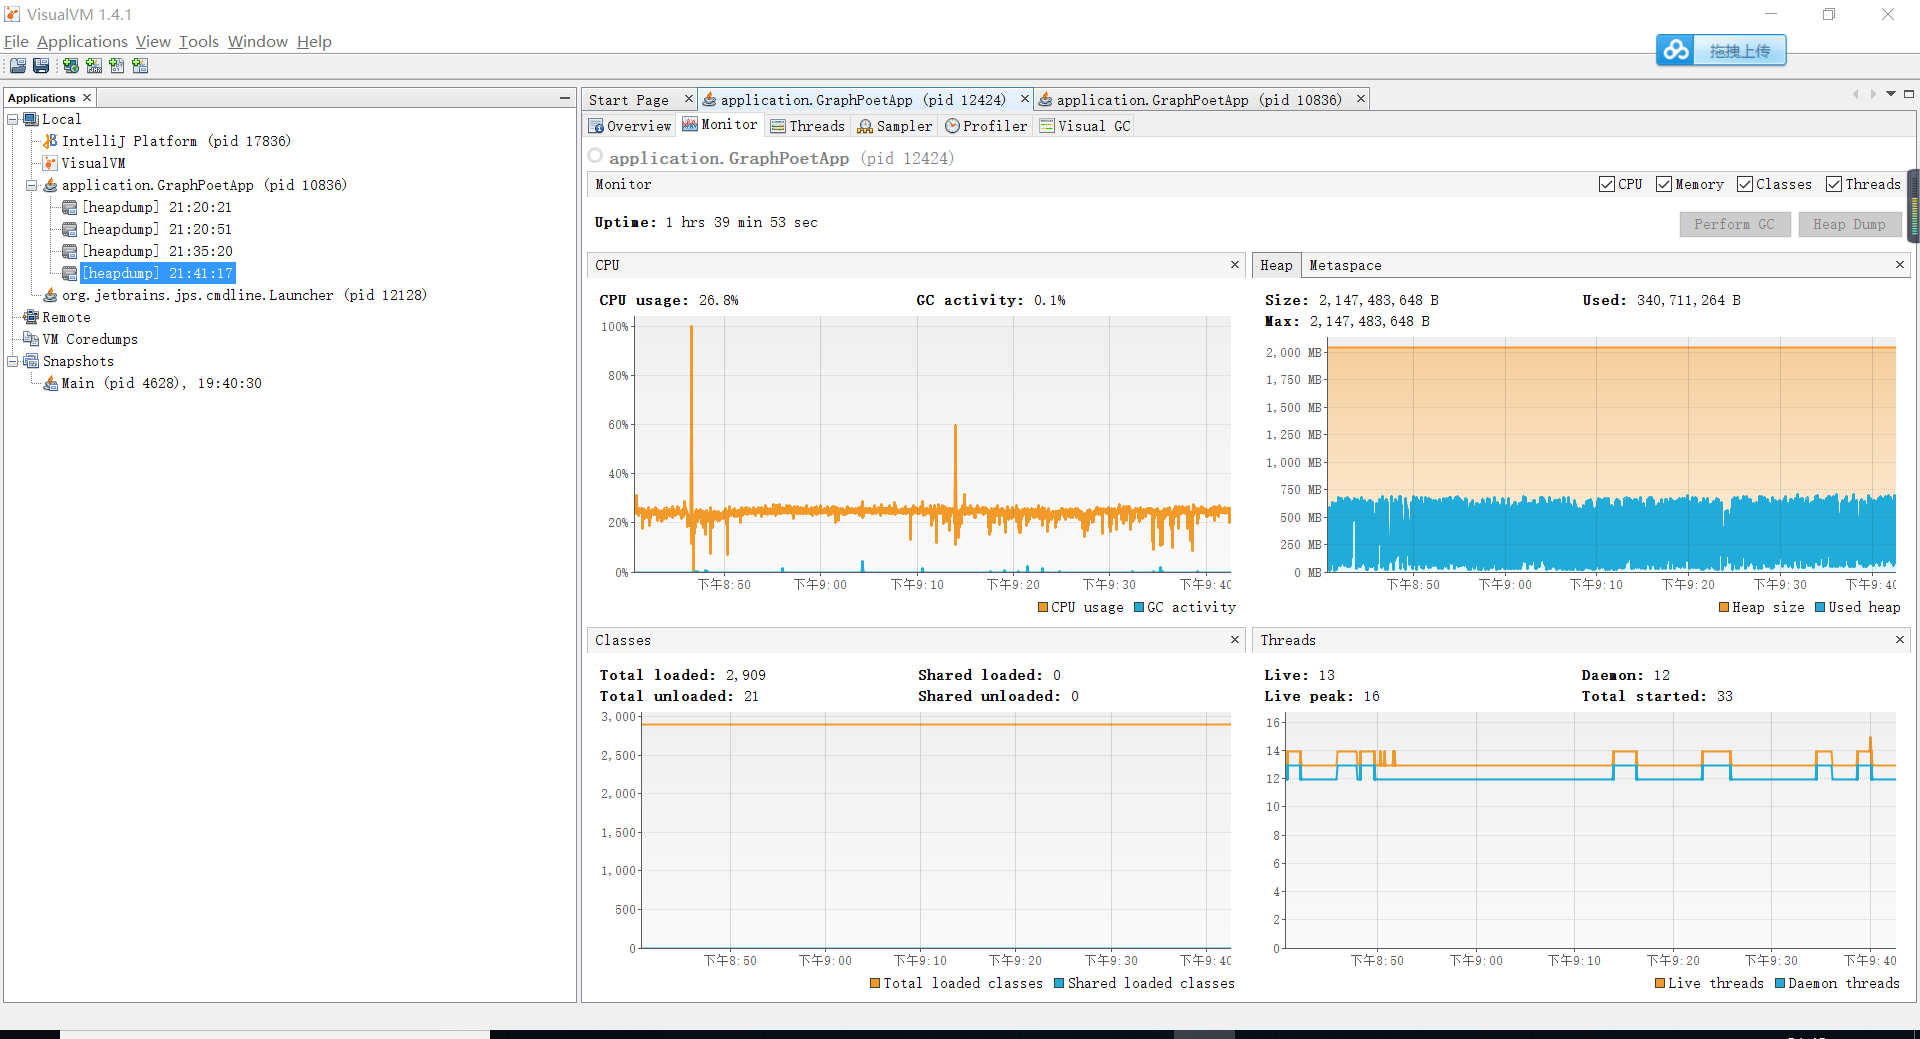 VisualVM 1.4.1
File Applications View Tools Window Help
拖拽上传
Applications
Local
IntelliJ Platform (pid 17836)
VisualVM
application.GraphPoetApp (pid 10836)
[heapdump] 21:20:21
[heapdump] 21:20:51
[heapdump] 21:35:20
[heapdump] 21:41:17
org.jetbrains.jps.cmdline.Launcher (pid 12128)
Remote
VM Coredumps
Snapshots
Main (pid 4628), 19:40:30
Start Page application.GraphPoetApp (pid 12424) application.GraphPoetApp (pid 10836)
Overview Monitor Threads Sampler Profiler Visual GC
application.GraphPoetApp (pid 12424)
Monitor CPU Memory Classes Threads
Uptime: 1 hrs 39 min 53 sec
Perform GC Heap Dump
CPU
CPU usage: 26.8% GC activity: 0.1%
100%
80%
60%
40%
20%
0%
下午8:50 下午9:00 下午9:10 下午9:20 下午9:30 下午9:40
CPU usage GC activity
Heap Metaspace
Size: 2,147,483,648 B Used: 340,711,264 B
Max: 2,147,483,648 B
2,000 MB
1,750 MB
1,500 MB
1,250 MB
1,000 MB
750 MB
500 MB
250 MB
0 MB
下午8:50 下午9:00 下午9:10 下午9:20 下午9:30 下午9:40
Heap size Used heap
Classes
Total loaded: 2,909 Shared loaded: 0
Total unloaded: 21 Shared unloaded: 0
3,000
2,500
2,000
1,500
1,000
500
0
下午8:50 下午9:00 下午9:10 下午9:20 下午9:30 下午9:40
Total loaded classes Shared loaded classes
Threads
Live: 13 Daemon: 12
Live peak: 16 Total started: 33
16
14
12
10
8
6
4
2
0
下午8:50 下午9:00 下午9:10 下午9:20 下午9:30 下午9:40
Live threads Daemon threads